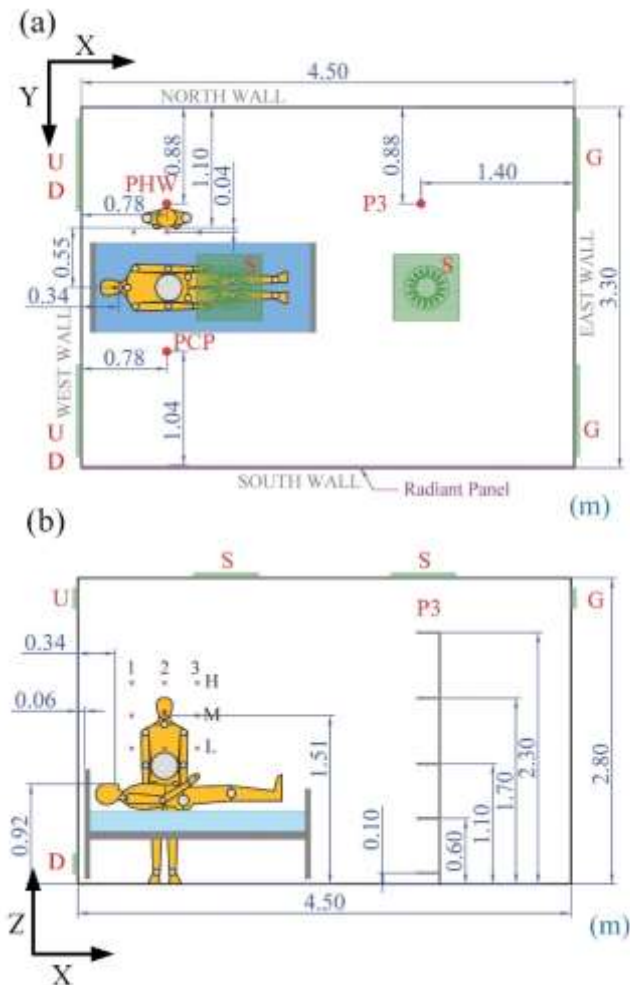 (a)
X
Y
4.50
NORTH WALL
0.88
1.10
0.04
0.88
1.40
U
D
G
PHW
P3
0.78
0.55
S
S
0.34
3.30
EAST WALL
WEST WALL
PCP
0.78
1.04
U
D
G
SOUTH WALL
Radiant Panel
(m)
(b)
S
S
U
P3
G
0.34
1 2 3
H
0.06
M
L
1.51
2.30
1.70
1.10
0.60
0.10
2.80
0.92
D
4.50
Z
X
(m)